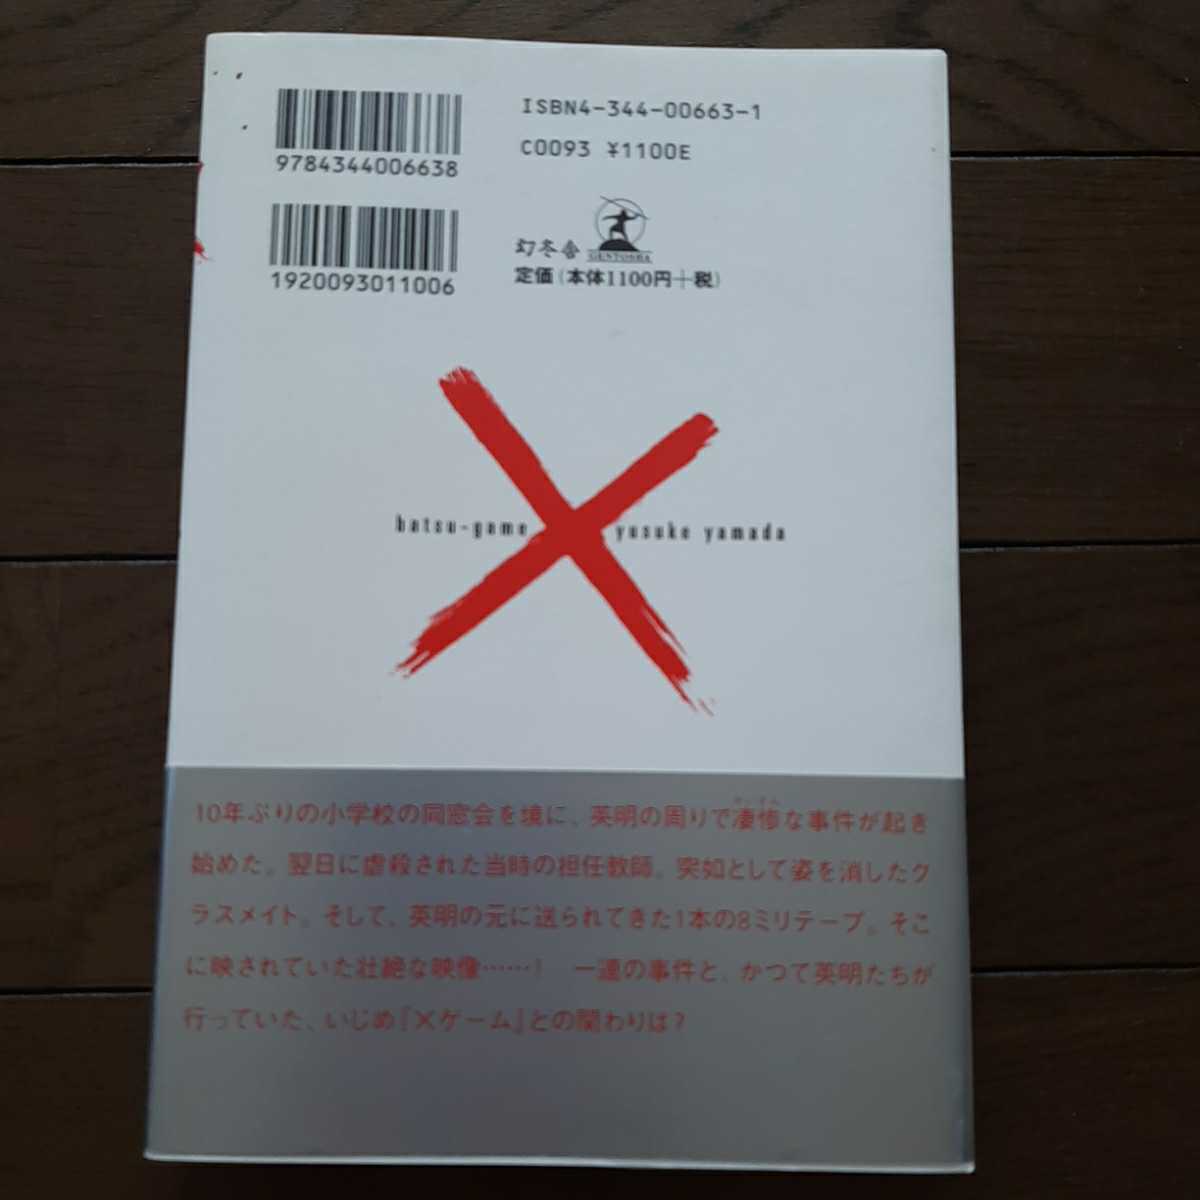 9784344006638
ISBN4-344-00663-1
C0093 ¥1100E
1920093011006
幻冬舎
GENTOSHA
定価(本体1100円+税)
batsu-game
yusuke yamada
10年ぶりの小学校の同窓会を境に、英明の周りで凄惨な事件が起き
始めた。翌日に虐殺された当時の担任教師。突如として姿を消したク
ラスメイト。そして、英明の元に送られてきた1本の8ミリテープ。そこ
に映されていた壮絶な映像……! 一連の事件と、かつて英明たちが
行っていた、いじめ『×ゲーム』との関わりは?